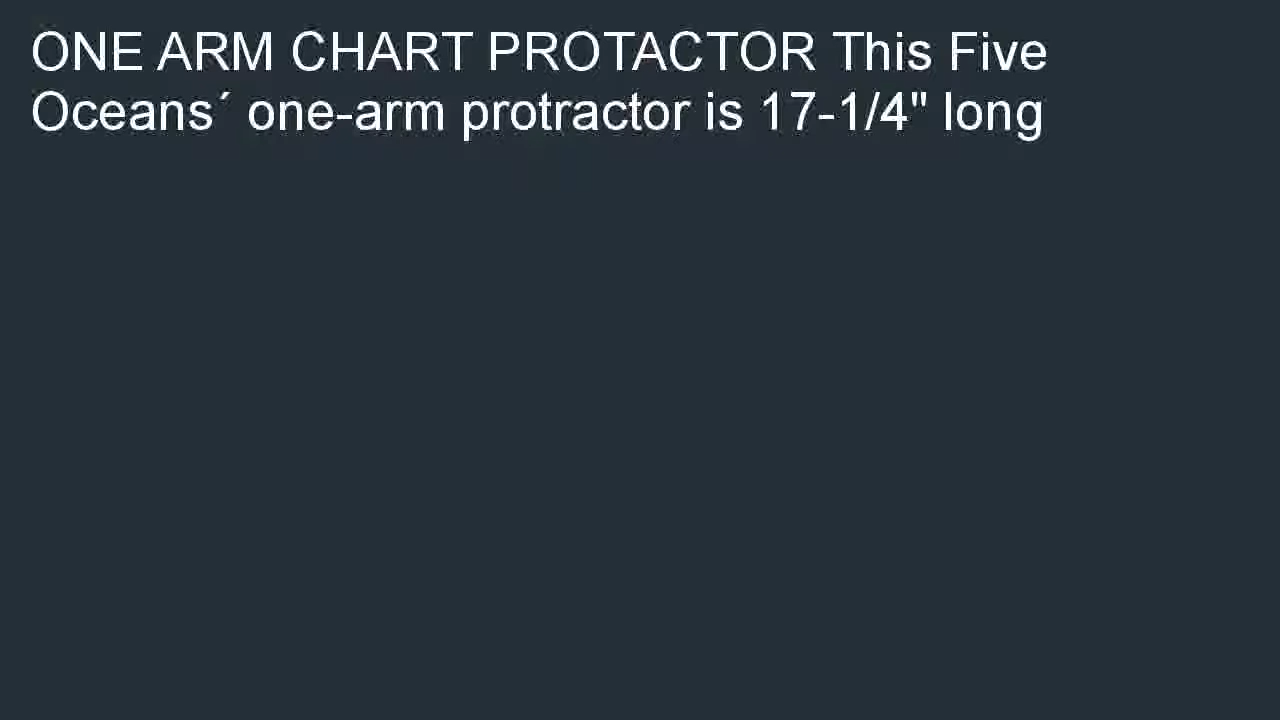 ONE ARM CHART PROTACTOR This Five
Oceans´ one-arm protractor is 17-1/4" long